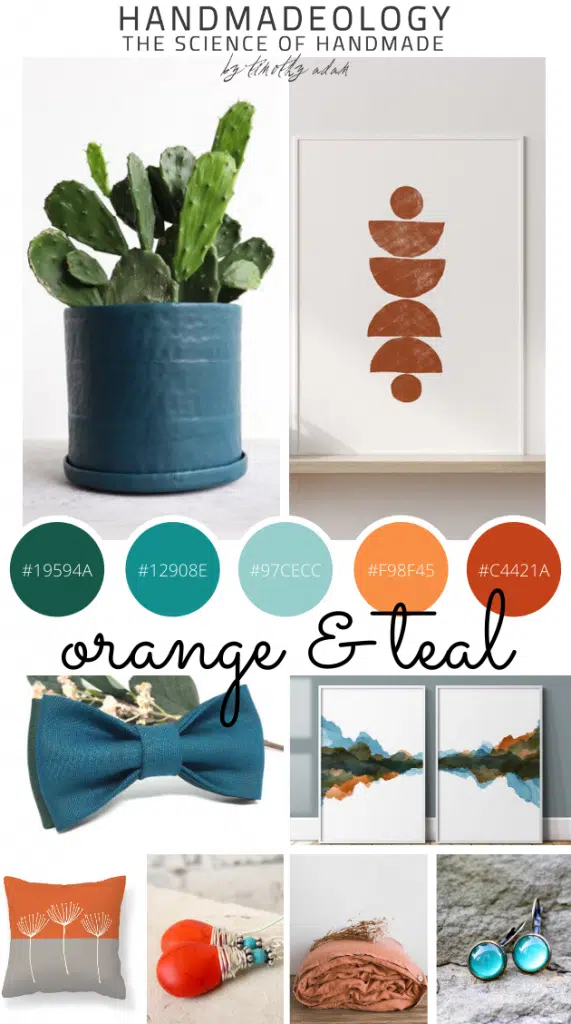 HANDMADEOLOGY
THE SCIENCE OF HANDMADE
by timothy adam
#19594A #12908E #97CECC #F98F45 #C4421A
orange & teal